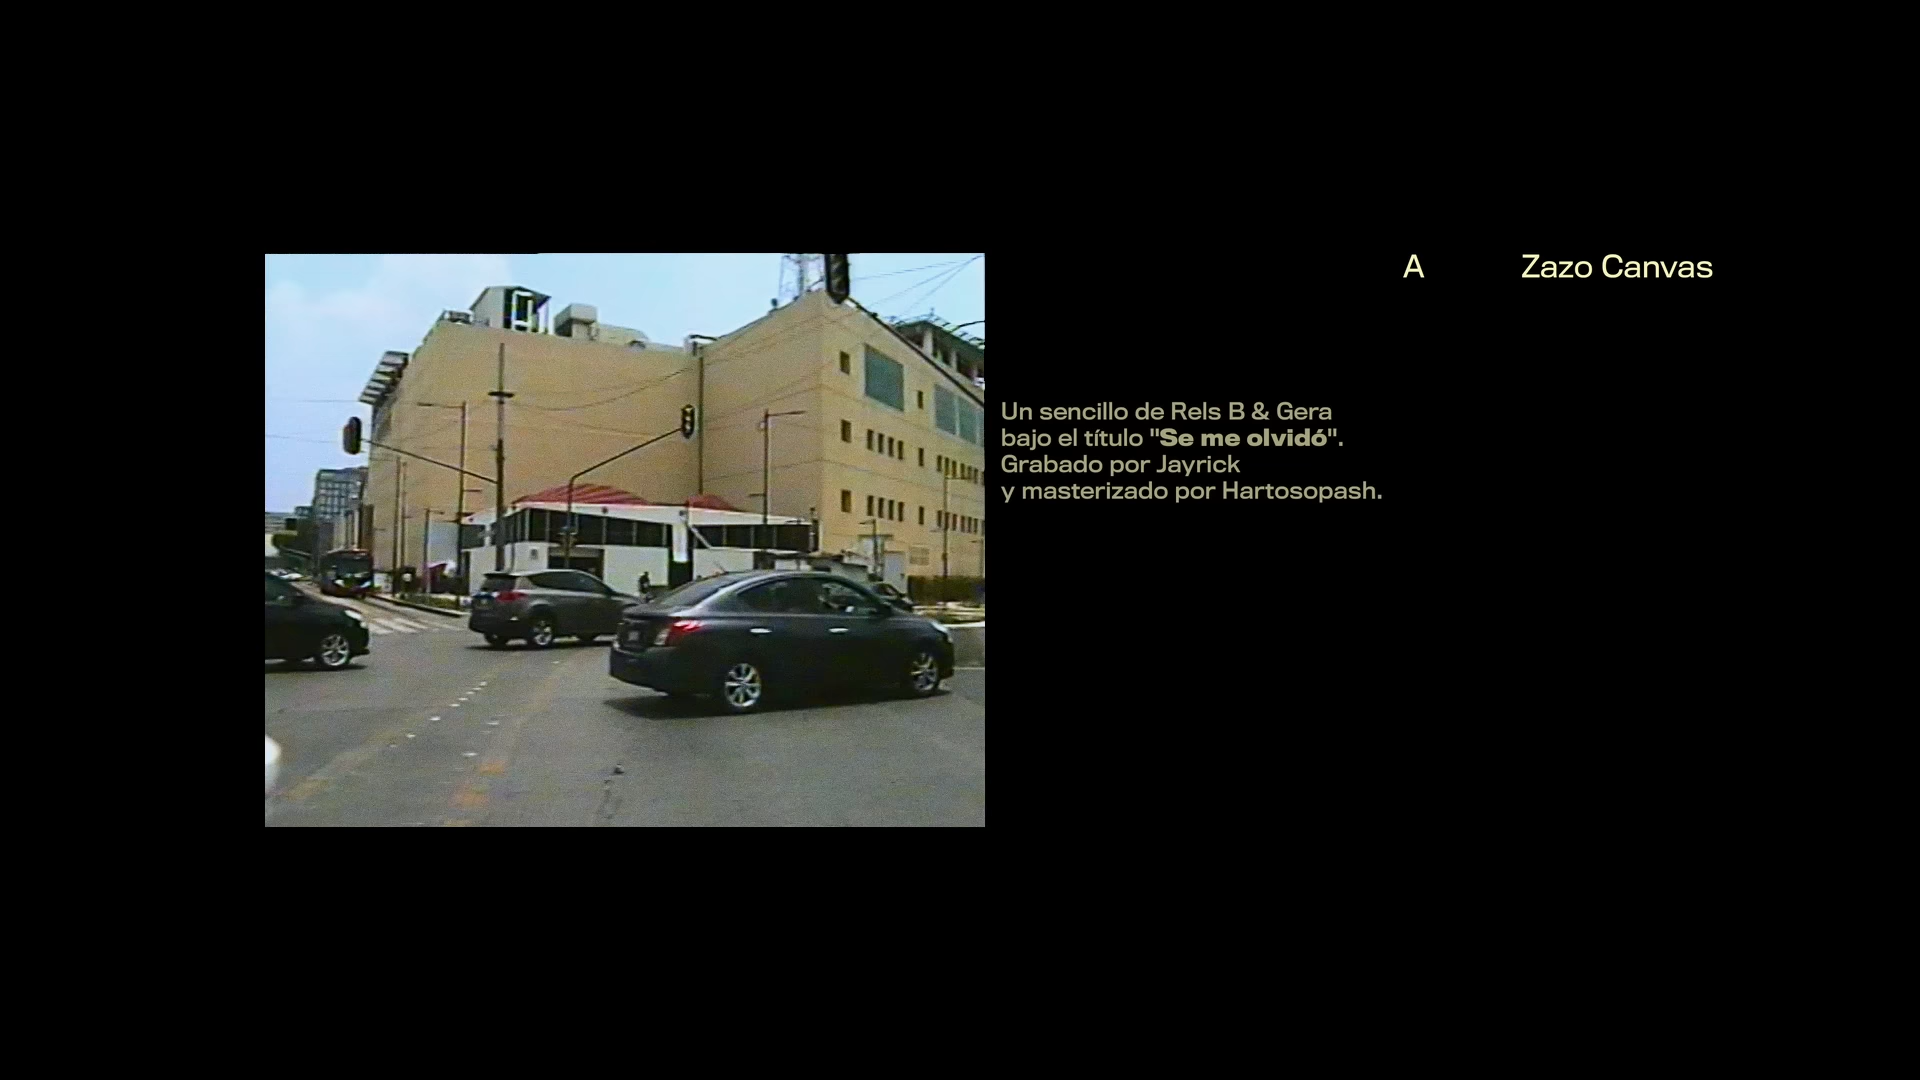 A Zazo Canvas
Un sencillo de Rels B & Gera
bajo el título "Se me olvidó".
Grabado por Jayrick
y masterizado por Hartosopash.